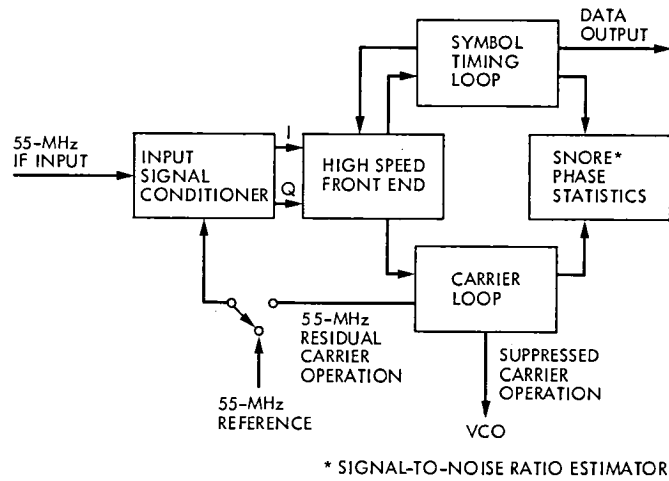 DATA
OUTPUT
SYMBOL
TIMING
LOOP
55-MHz
IF INPUT
INPUT
SIGNAL
CONDITIONER
I
Q
HIGH SPEED
FRONT END
SNORE*
PHASE
STATISTICS
CARRIER
LOOP
55-MHz
RESIDUAL
CARRIER
OPERATION
55-MHz
REFERENCE
SUPPRESSED
CARRIER
OPERATION
VCO
* SIGNAL-TO-NOISE RATIO ESTIMATOR